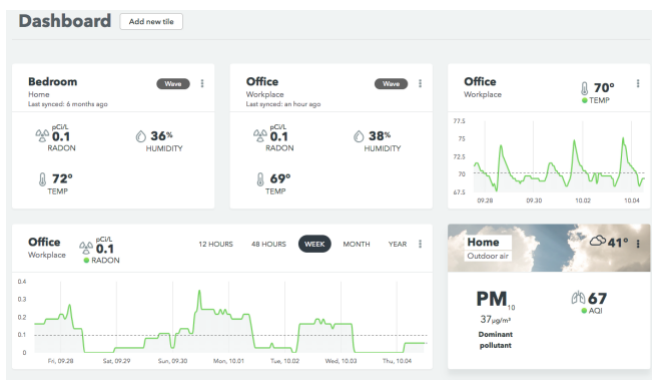 Dashboard
Add new tile
Bedroom
Wave
Home
Last synced: 6 months ago
pCi/L
0.1
RADON
36%
HUMIDITY
72°
TEMP
Office
Wave
Workplace
Last synced: an hour ago
pCi/L
0.1
RADON
38%
HUMIDITY
69°
TEMP
Office
Workplace
70°
TEMP
77.5
75
72.5
70
67.5
09.28
09.30
10.02
10.04
Office
Workplace
pCi/L
0.1
RADON
12 HOURS
48 HOURS
WEEK
MONTH
YEAR
0.4
0.3
0.2
0.1
0
Fri, 09.28
Sat, 09.29
Sun, 09.30
Mon, 10.01
Tue, 10.02
Wed, 10.03
Thu, 10.04
Home
Outdoor air
41°
PM10
37µg/m³
Dominant
pollutant
67
AQI